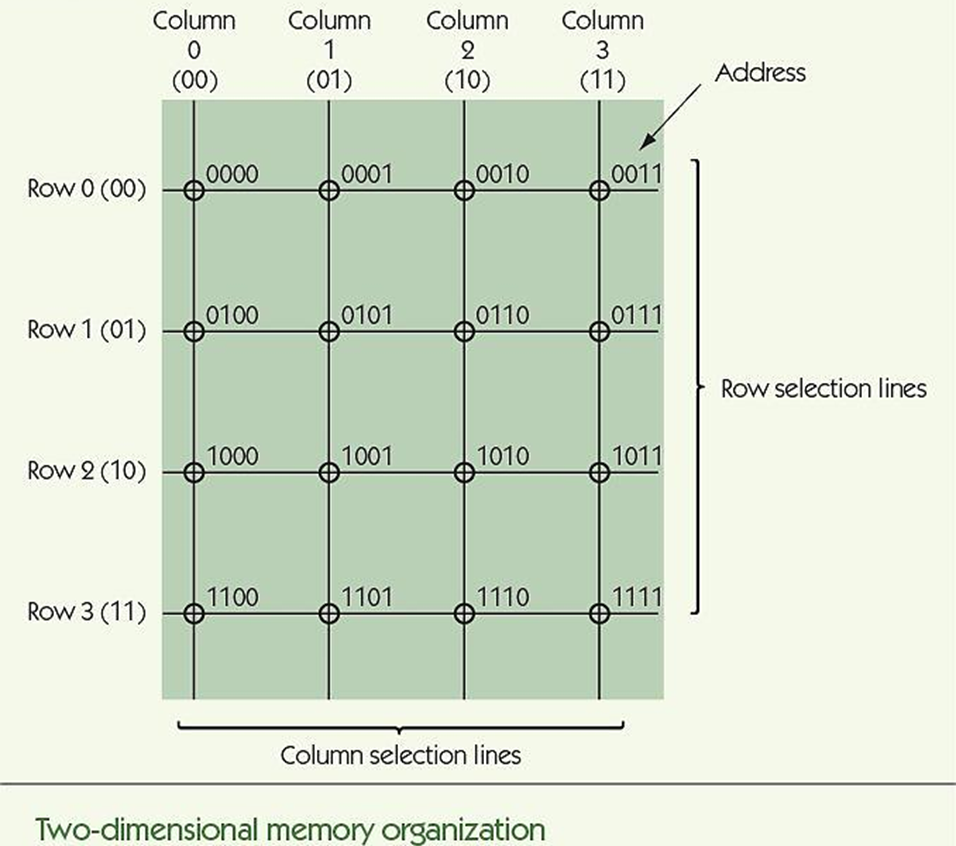 Column Column Column Column
0 1 2 3
(00) (01) (10) (11)
Address
Row 0 (00) 0000 0001 0010 0011
Row 1 (01) 0100 0101 0110 0111
Row selection lines
Row 2 (10) 1000 1001 1010 1011
Row 3 (11) 1100 1101 1110 1111
Column selection lines
Two-dimensional memory organization